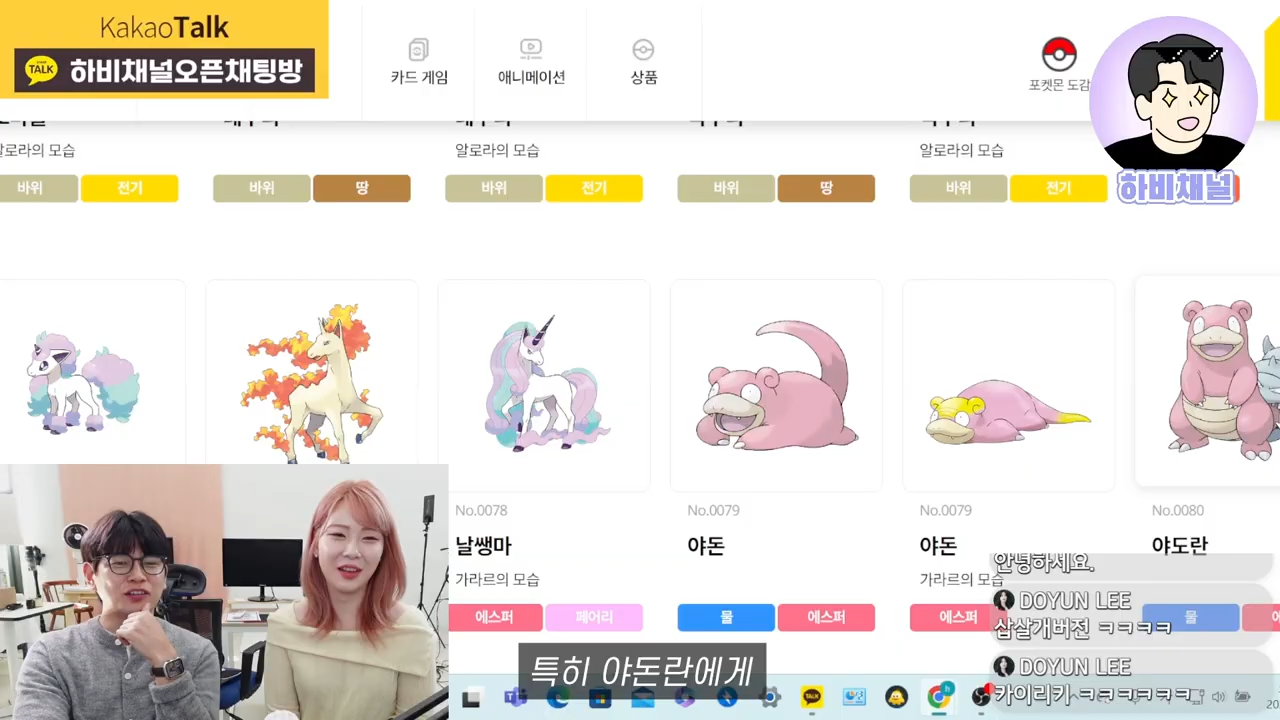 KakaoTalk
TALK 하비채널오픈채팅방
카드 게임
애니메이션
상품
포켓몬 도감
하비채널
알로라의 모습
알로라의 모습
알로라의 모습
바위 전기
바위 땅
바위 전기
바위 땅
바위 전기
No.0078
날쌩마
가라르의 모습
에스퍼 페어리
No.0079
야돈
물 에스퍼
No.0079
야돈
가라르의 모습
에스퍼
No.0080
야도란
물
안녕하세요.
DOYUN LEE
삽살개버전 ㅋㅋㅋㅋ
DOYUN LEE
카이리키 ㅋㅋㅋㅋㅋㅋ
특히 야돈란에게
TALK
20